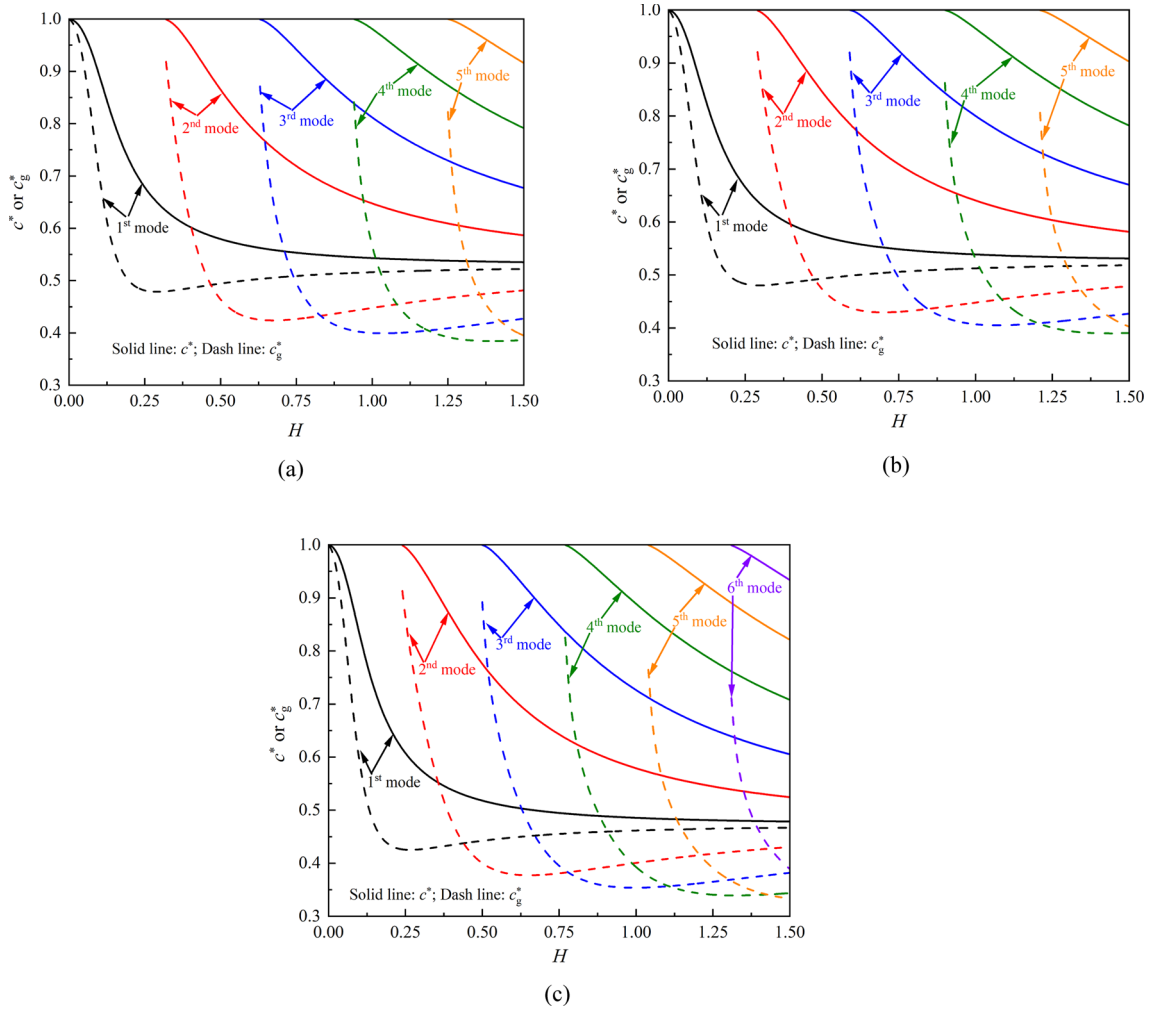 1.0
0.9
0.8
0.7
0.6
0.5
0.4
0.3
c* or c*g
0.00 0.25 0.50 0.75 1.00 1.25 1.50
H
1st mode
2nd mode
3rd mode
4th mode
5th mode
Solid line: c*; Dash line: c*g
(a)
1.0
0.9
0.8
0.7
0.6
0.5
0.4
0.3
c* or c*g
0.00 0.25 0.50 0.75 1.00 1.25 1.50
H
1st mode
2nd mode
3rd mode
4th mode
5th mode
Solid line: c*; Dash line: c*g
(b)
1.0
0.9
0.8
0.7
0.6
0.5
0.4
0.3
c* or c*g
0.00 0.25 0.50 0.75 1.00 1.25 1.50
H
1st mode
2nd mode
3rd mode
4th mode
5th mode
6th mode
Solid line: c*; Dash line: c*g
(c)